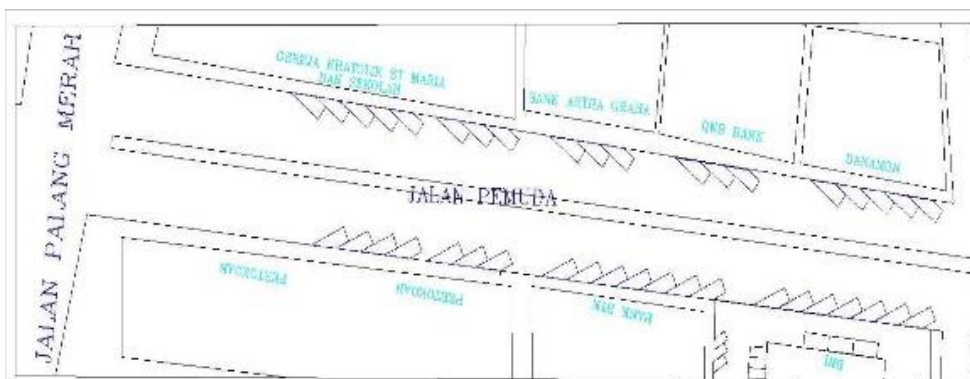 JALAN PALANG MERAH
GEREJA KHATOLIK ST MARIA
DAN SEKOLAH
BANK ARTHA GRAHA
QNB BANK
DANAMON
JALAN PEMUDA
PERTOKOAN
PERTOKOAN
BANK BTN
BNI